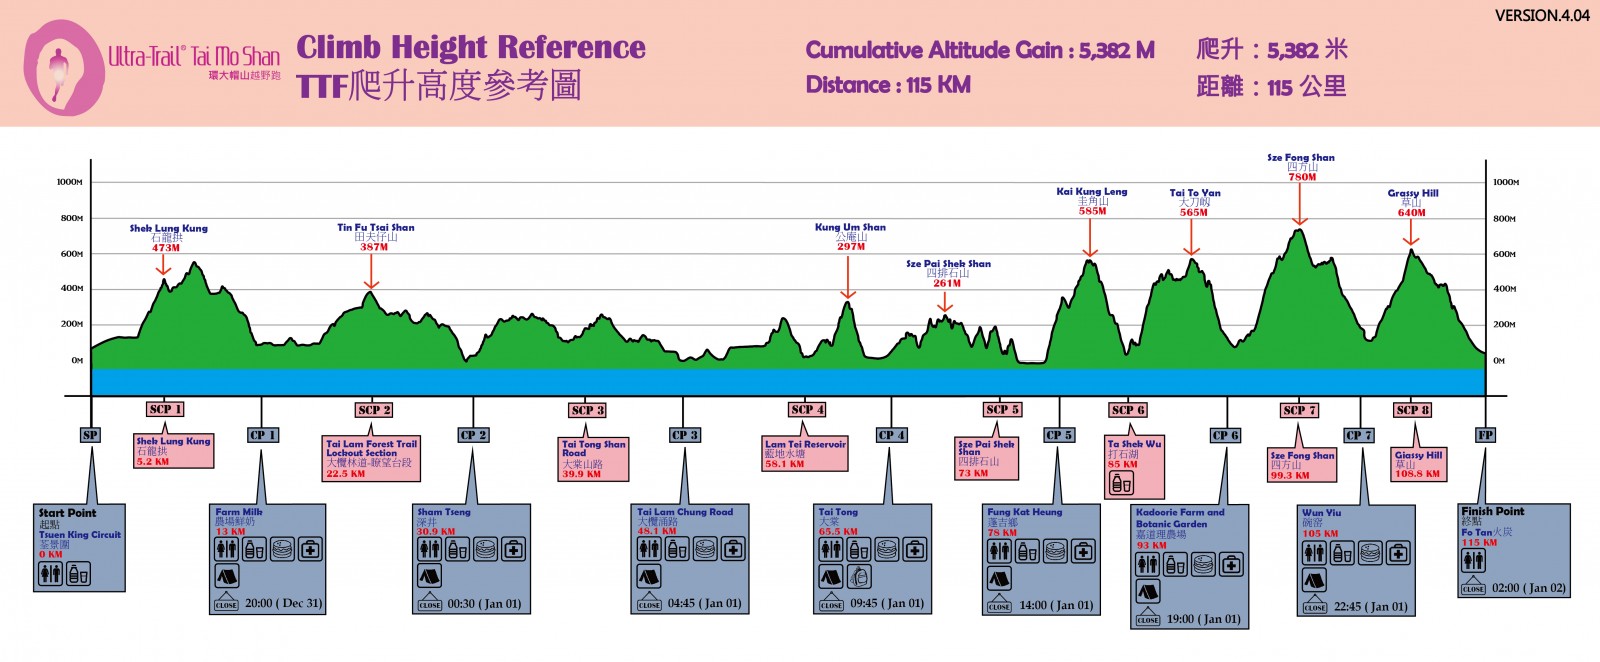 VERSION.4.04
Ultra-Trail® Tai Mo Shan
環大帽山越野跑
Climb Height Reference
TTF爬升高度參考圖
Cumulative Altitude Gain : 5,382 M
Distance : 115 KM
爬升：5,382 米
距離：115 公里
1000M
800M
600M
400M
200M
0M
1000M
800M
600M
400M
200M
0M
Shek Lung Kung
石龍拱
473M
Tin Fu Tsai Shan
田夫仔山
387M
Kung Um Shan
公庵山
297M
Sze Pai Shek Shan
四排石山
261M
Kai Kung Leng
圭角山
585M
Tai To Yan
大刀屻
565M
Sze Fong Shan
四方山
780M
Grassy Hill
草山
640M
SCP 1
SCP 2
SCP 3
SCP 4
SCP 5
SCP 6
SCP 7
SCP 8
SP
CP 1
CP 2
CP 3
CP 4
CP 5
CP 6
CP 7
FP
Shek Lung Kung
石龍拱
5.2 KM
Tai Lam Forest Trail
Lockout Section
大欖林道-瞭望台段
22.5 KM
Tai Tong Shan
Road
大棠山路
39.9 KM
Lam Tei Reservoir
藍地水塘
58.1 KM
Sze Pai Shek
Shan
四排石山
73 KM
Ta Shek Wu
打石湖
85 KM
Sze Fong Shan
四方山
99.3 KM
Giassy Hill
草山
108.8 KM
Start Point
起點
Tsuen King Circuit
荃景圍
0 KM
Farm Milk
農場鮮奶
13 KM
CLOSE 20:00 ( Dec 31)
Sham Tseng
深井
30.9 KM
CLOSE 00:30 ( Jan 01)
Tai Lam Chung Road
大欖涌路
48.1 KM
CLOSE 04:45 ( Jan 01)
Tai Tong
大棠
65.5 KM
CLOSE 09:45 ( Jan 01)
Fung Kat Heung
蓬吉鄉
78 KM
CLOSE 14:00 ( Jan 01)
Kadoorie Farm and
Botanic Garden
嘉道理農場
93 KM
CLOSE 19:00 ( Jan 01)
Wun Yiu
碗窰
105 KM
CLOSE 22:45 ( Jan 01)
Finish Point
終點
Fo Tan火炭
115 KM
CLOSE 02:00 ( Jan 02)